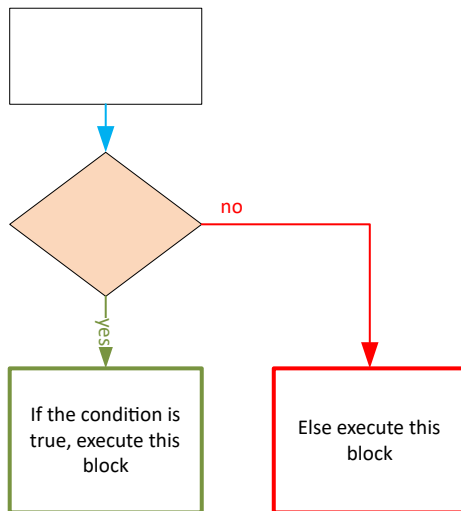 no
yes
If the condition is
true, execute this
block
Else execute this
block